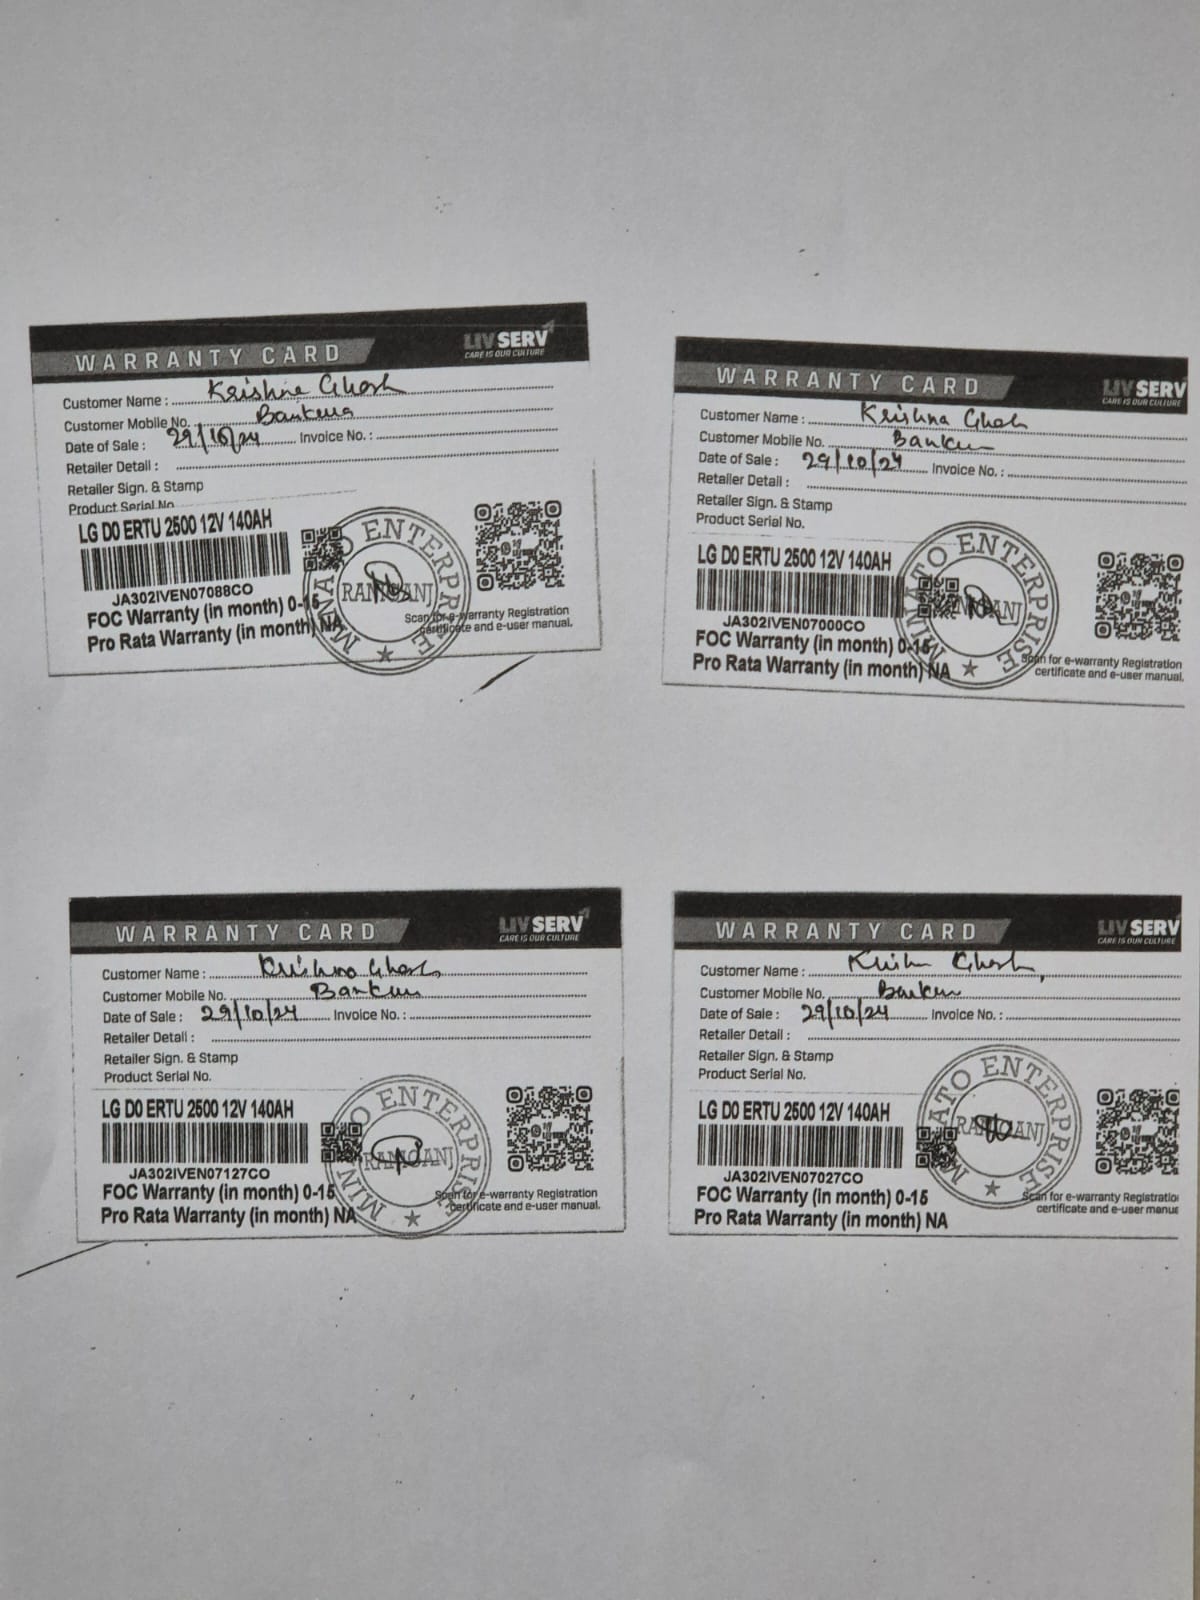 WARRANTY CARD
LIV SERV
CARE IS OUR CULTURE
Customer Name : Krishna Ghosh
Customer Mobile No. Bankura
Date of Sale : 29/10/24 Invoice No. :
Retailer Detail :
Retailer Sign. & Stamp
Product Serial No.
LG D0 ERTU 2500 12V 140AH
JA302IVEN07088CO
FOC Warranty (in month) 0-15
Pro Rata Warranty (in month) NA
MINATO ENTERPRISE
RANIGANJ
Scan for e-warranty Registration
certificate and e-user manual.
WARRANTY CARD
LIV SERV
CARE IS OUR CULTURE
Customer Name : Krishna Ghosh
Customer Mobile No. Bankura
Date of Sale : 29/10/24 Invoice No. :
Retailer Detail :
Retailer Sign. & Stamp
Product Serial No.
LG D0 ERTU 2500 12V 140AH
JA302IVEN07000CO
FOC Warranty (in month) 0-15
Pro Rata Warranty (in month) NA
MINATO ENTERPRISE
RANIGANJ
Scan for e-warranty Registration
certificate and e-user manual.
WARRANTY CARD
LIV SERV
CARE IS OUR CULTURE
Customer Name : Krishna Ghosh
Customer Mobile No. Bankura
Date of Sale : 29/10/24 Invoice No. :
Retailer Detail :
Retailer Sign. & Stamp
Product Serial No.
LG D0 ERTU 2500 12V 140AH
JA302IVEN07127CO
FOC Warranty (in month) 0-15
Pro Rata Warranty (in month) NA
MINATO ENTERPRISE
RANIGANJ
Scan for e-warranty Registration
certificate and e-user manual.
WARRANTY CARD
LIV SERV
CARE IS OUR CULTURE
Customer Name : Krishna Ghosh
Customer Mobile No. Bankura
Date of Sale : 29/10/24 Invoice No. :
Retailer Detail :
Retailer Sign. & Stamp
Product Serial No.
LG D0 ERTU 2500 12V 140AH
JA302IVEN07027CO
FOC Warranty (in month) 0-15
Pro Rata Warranty (in month) NA
MINATO ENTERPRISE
RANIGANJ
Scan for e-warranty Registratio
certificate and e-user manua